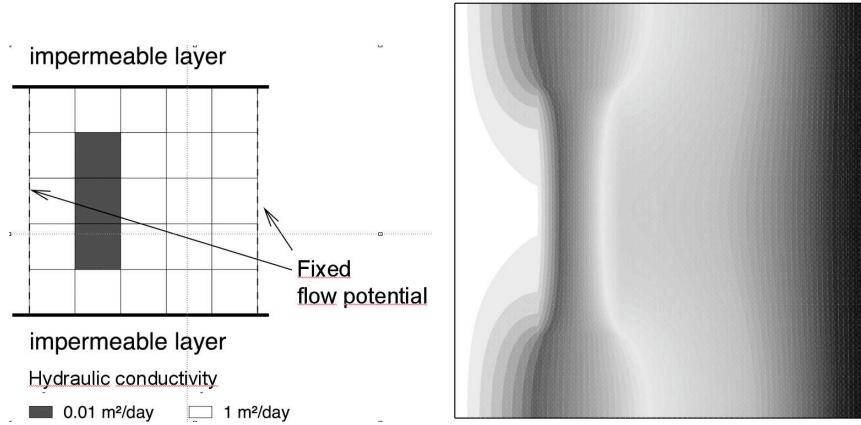 impermeable layer
Fixed
flow potential
impermeable layer
Hydraulic conductivity
0.01 m²/day 1 m²/day